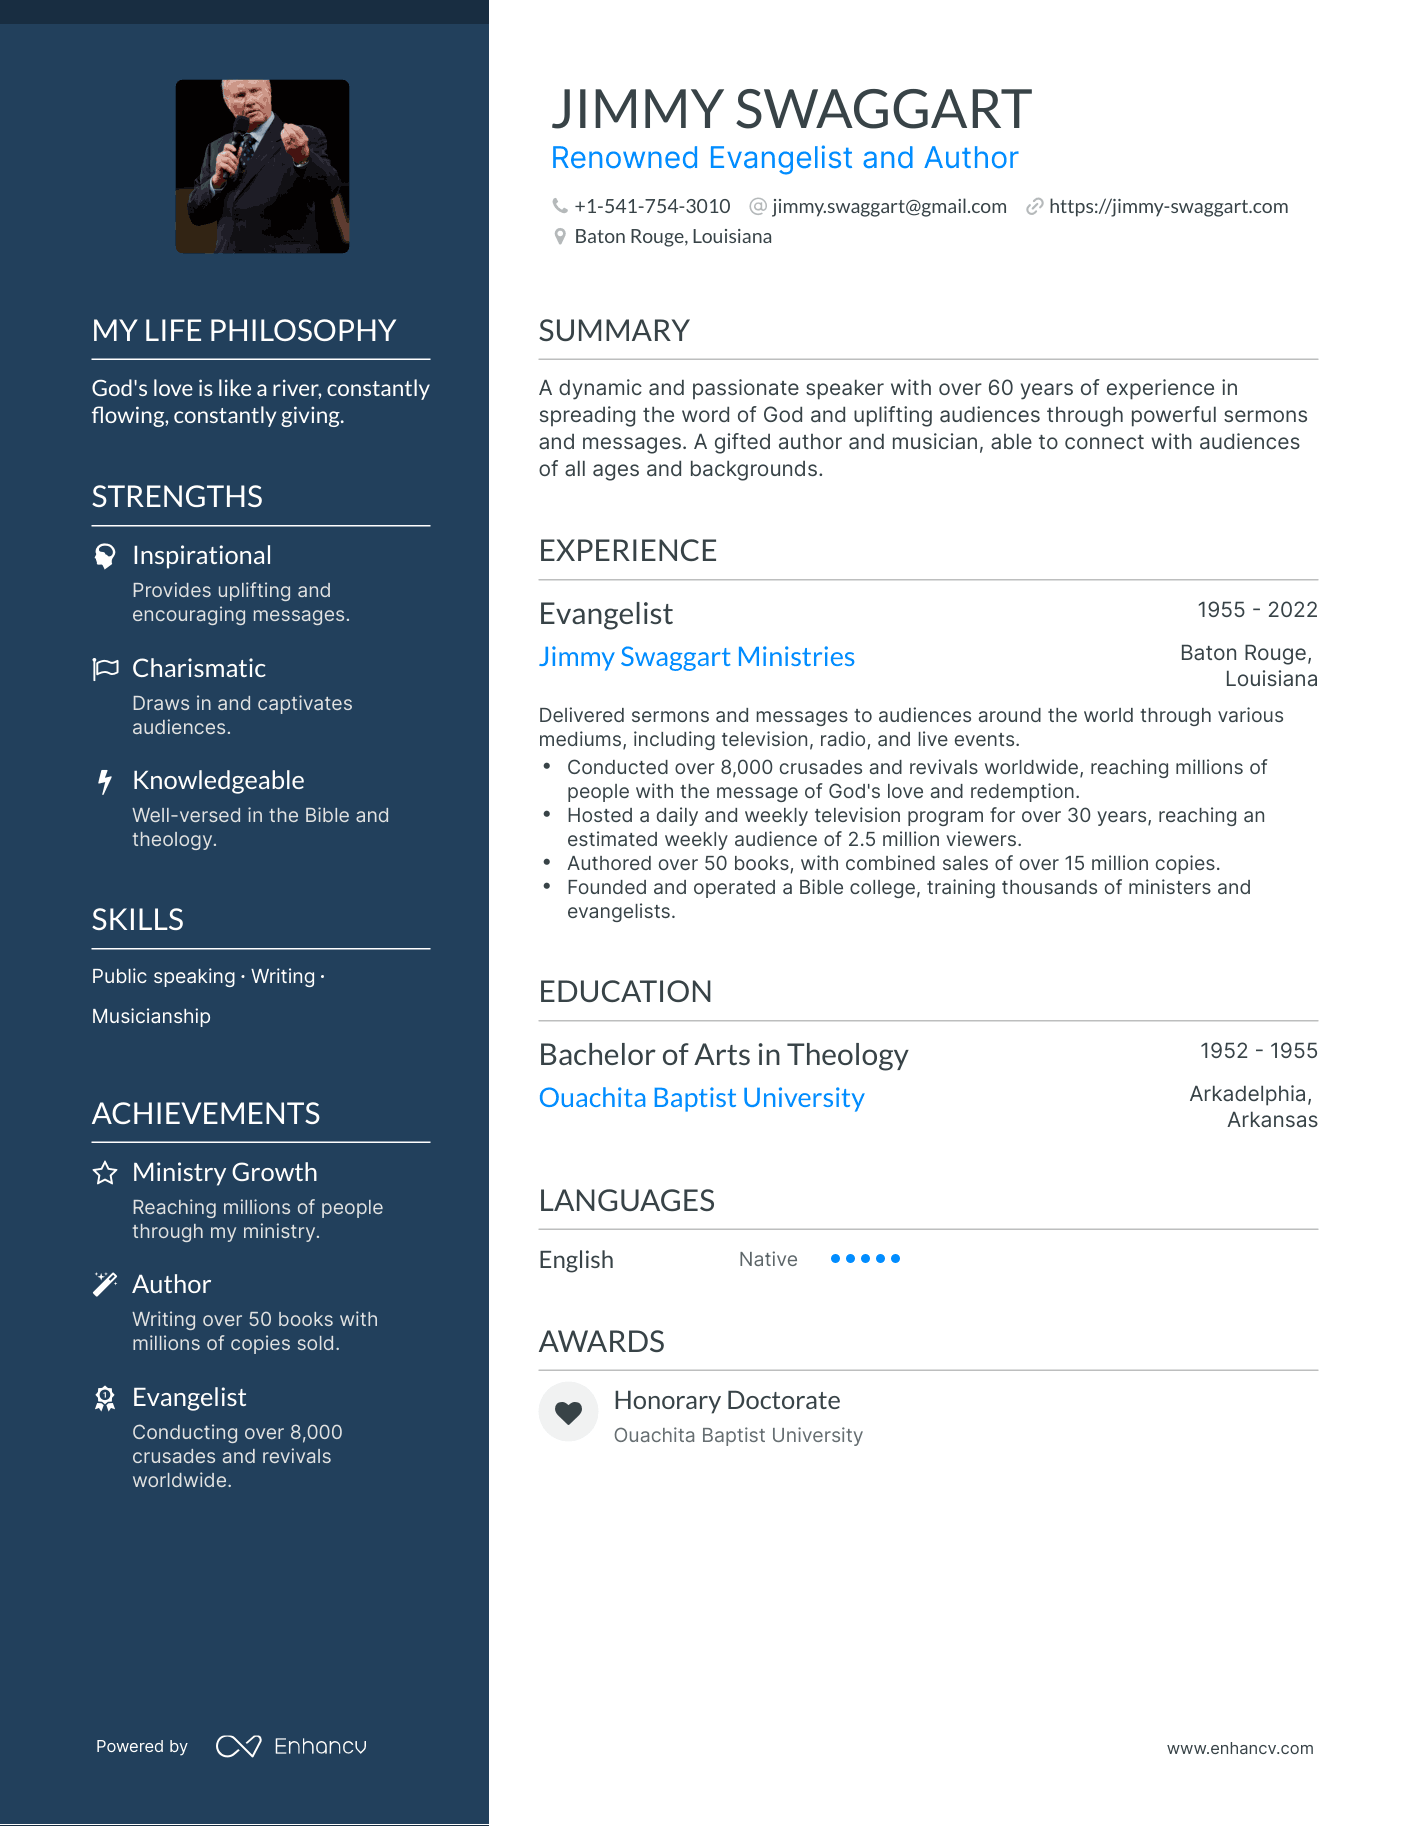 JIMMY SWAGGART
Renowned Evangelist and Author
+1-541-754-3010 @ jimmy.swaggart@gmail.com https://jimmy-swaggart.com
Baton Rouge, Louisiana
MY LIFE PHILOSOPHY
God's love is like a river, constantly
flowing, constantly giving.
STRENGTHS
Inspirational
Provides uplifting and
encouraging messages.
Charismatic
Draws in and captivates
audiences.
Knowledgeable
Well-versed in the Bible and
theology.
SKILLS
Public speaking · Writing ·
Musicianship
ACHIEVEMENTS
Ministry Growth
Reaching millions of people
through my ministry.
Author
Writing over 50 books with
millions of copies sold.
Evangelist
Conducting over 8,000
crusades and revivals
worldwide.
SUMMARY
A dynamic and passionate speaker with over 60 years of experience in
spreading the word of God and uplifting audiences through powerful sermons
and messages. A gifted author and musician, able to connect with audiences
of all ages and backgrounds.
EXPERIENCE
Evangelist 1955 - 2022
Jimmy Swaggart Ministries Baton Rouge,
Louisiana
Delivered sermons and messages to audiences around the world through various
mediums, including television, radio, and live events.
• Conducted over 8,000 crusades and revivals worldwide, reaching millions of
people with the message of God's love and redemption.
• Hosted a daily and weekly television program for over 30 years, reaching an
estimated weekly audience of 2.5 million viewers.
• Authored over 50 books, with combined sales of over 15 million copies.
• Founded and operated a Bible college, training thousands of ministers and
evangelists.
EDUCATION
Bachelor of Arts in Theology 1952 - 1955
Ouachita Baptist University Arkadelphia,
Arkansas
LANGUAGES
English Native
AWARDS
Honorary Doctorate
Ouachita Baptist University
Powered by Enhancv
www.enhancv.com